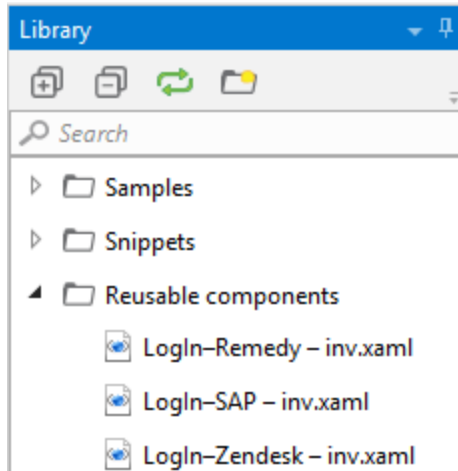 Library
Search
Samples
Snippets
Reusable components
LogIn–Remedy – inv.xaml
LogIn–SAP – inv.xaml
LogIn–Zendesk – inv.xaml